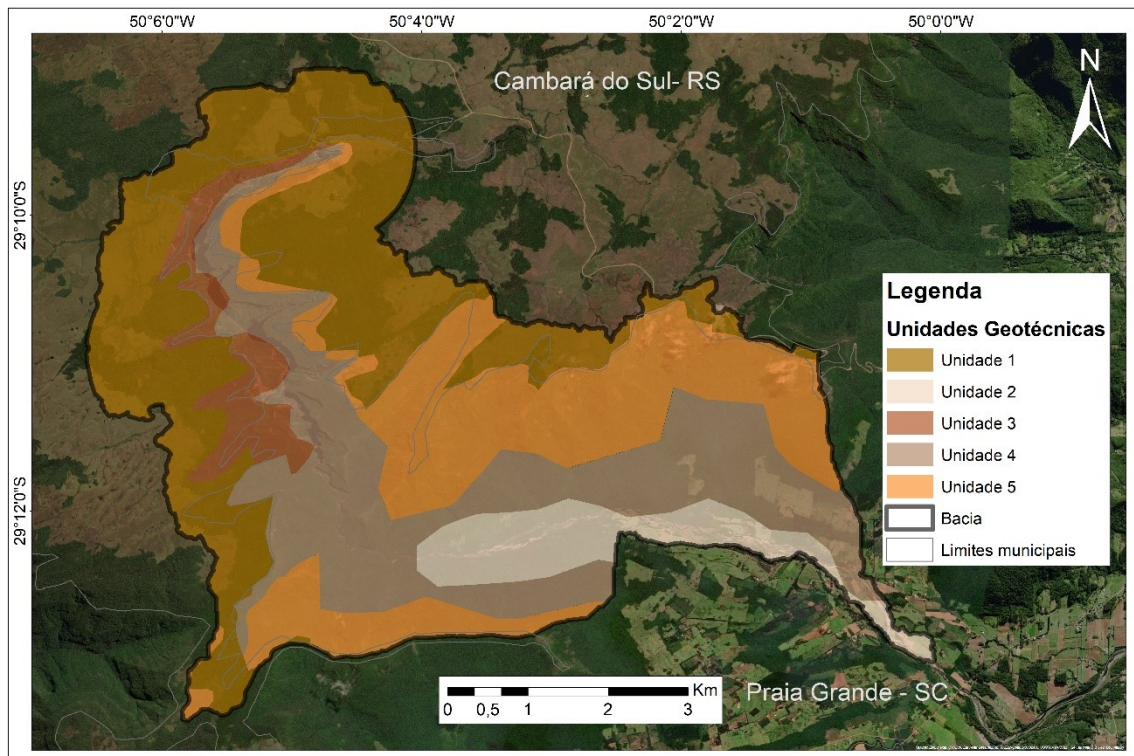 50°6'0"W
50°4'0"W
50°2'0"W
50°0'0"W
Cambará do Sul- RS
N
29°10'0"S
29°12'0"S
Legenda
Unidades Geotécnicas
Unidade 1
Unidade 2
Unidade 3
Unidade 4
Unidade 5
Bacia
Limites municipais
Km
0 0,5 1 2 3
Praia Grande - SC